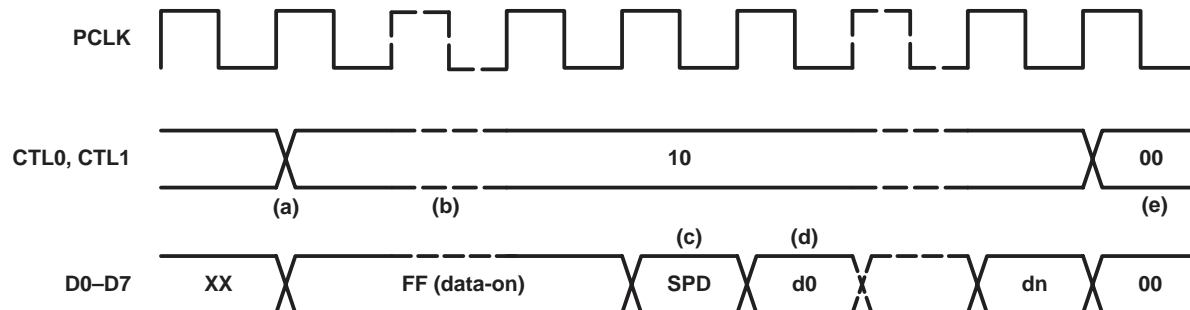 PCLK
CTL0, CTL1
10
00
(a)
(b)
(e)
(c)
(d)
D0–D7
XX
FF (data-on)
SPD
d0
dn
00